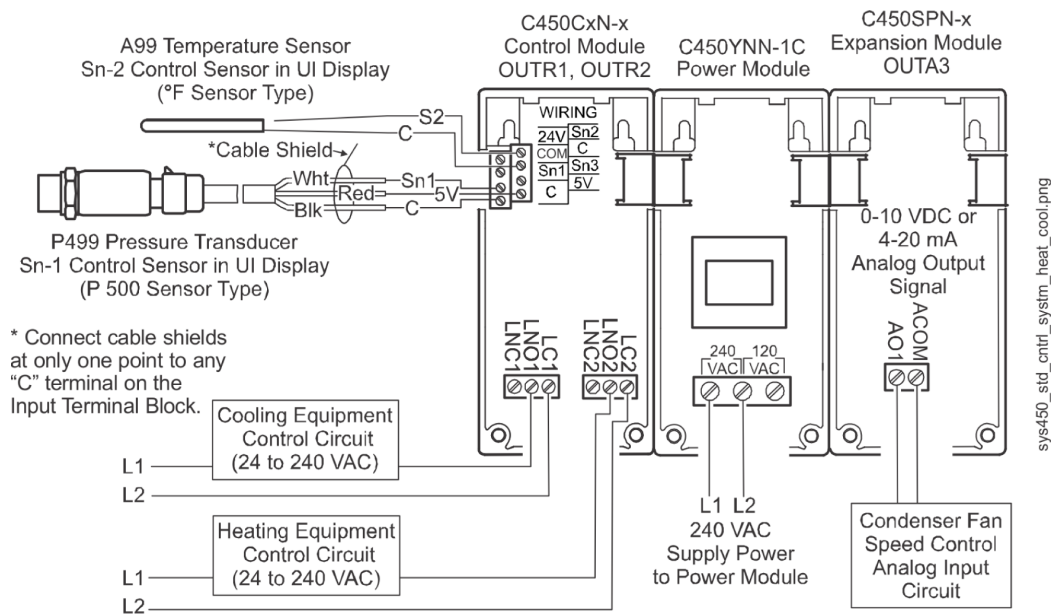 A99 Temperature Sensor
Sn-2 Control Sensor in UI Display
(°F Sensor Type)
C450CxN-x
Control Module
OUTR1, OUTR2
C450YNN-1C
Power Module
C450SPN-x
Expansion Module
OUTA3
S2
C
*Cable Shield
Wht
Red
Blk
Sn1
5V
C
WIRING
24V
Sn2
COM
C
Sn1
Sn3
C
5V
P499 Pressure Transducer
Sn-1 Control Sensor in UI Display
(P 500 Sensor Type)
0-10 VDC or
4-20 mA
Analog Output
Signal
* Connect cable shields
at only one point to any
“C” terminal on the
Input Terminal Block.
LNC1
LNO1
LC1
LNC2
LNO2
LC2
240
VAC
120
VAC
AO1
ACOM
Cooling Equipment
Control Circuit
(24 to 240 VAC)
L1
L2
Heating Equipment
Control Circuit
(24 to 240 VAC)
L1
L2
L1 L2
240 VAC
Supply Power
to Power Module
Condenser Fan
Speed Control
Analog Input
Circuit
sys450_std_cntrl_systm_heat_cool.png